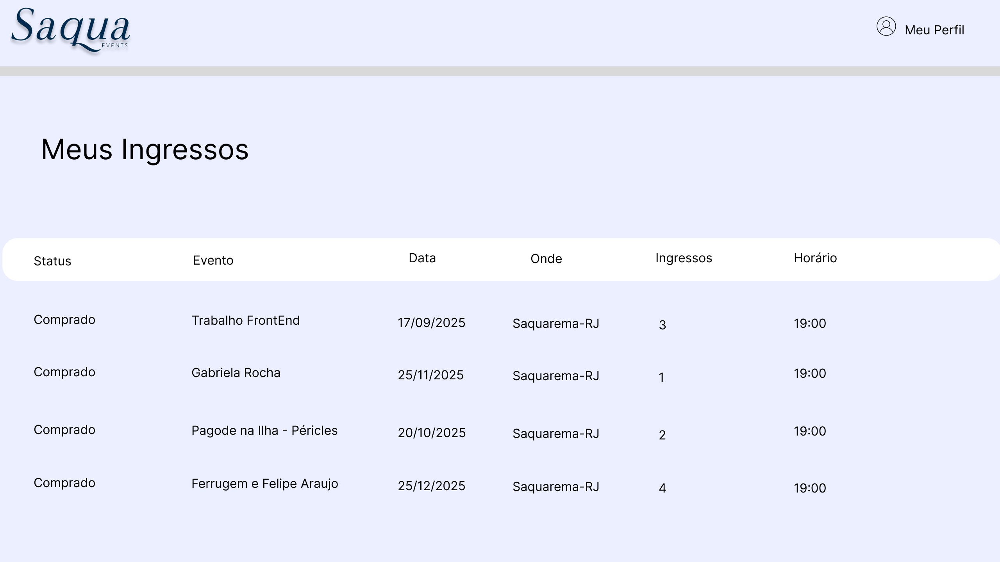 Saqua
EVENTS
Meu Perfil
Meus Ingressos
Status Evento Data Onde Ingressos Horário
Comprado Trabalho FrontEnd 17/09/2025 Saquarema-RJ 3 19:00
Comprado Gabriela Rocha 25/11/2025 Saquarema-RJ 1 19:00
Comprado Pagode na Ilha - Péricles 20/10/2025 Saquarema-RJ 2 19:00
Comprado Ferrugem e Felipe Araujo 25/12/2025 Saquarema-RJ 4 19:00